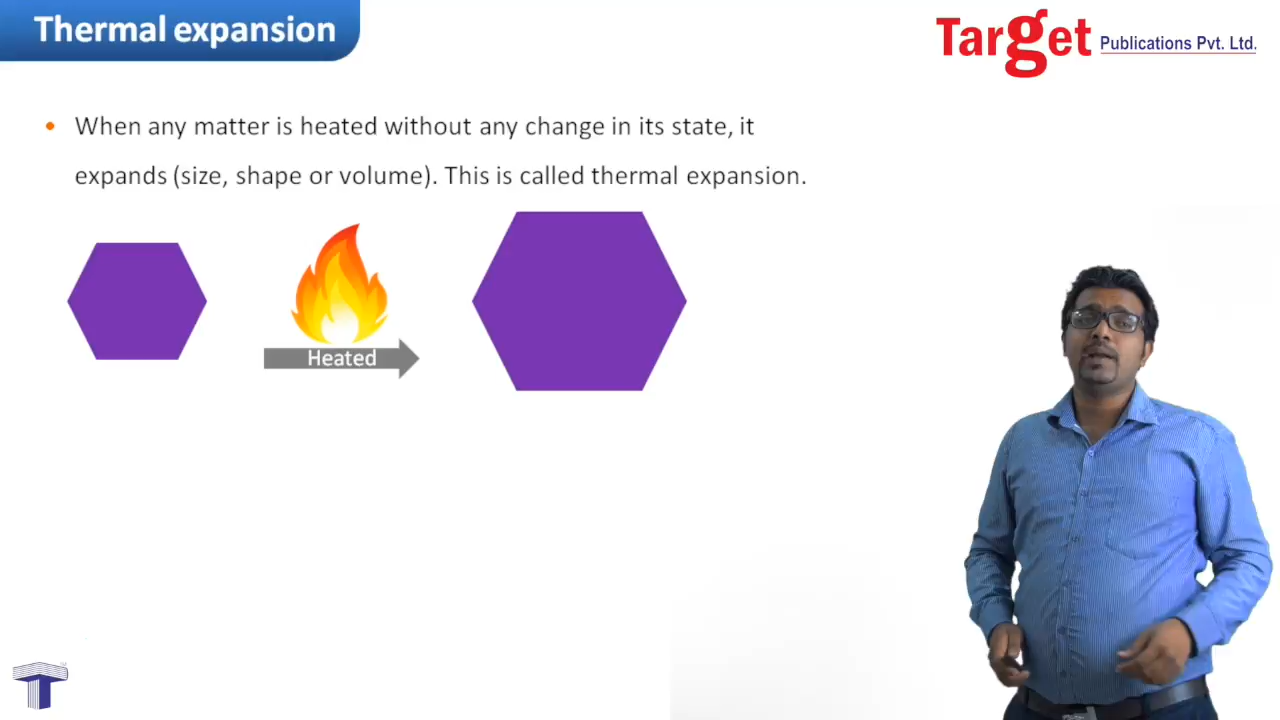 Thermal expansion
Target Publications Pvt. Ltd.
• When any matter is heated without any change in its state, it
expands (size, shape or volume). This is called thermal expansion.
Heated